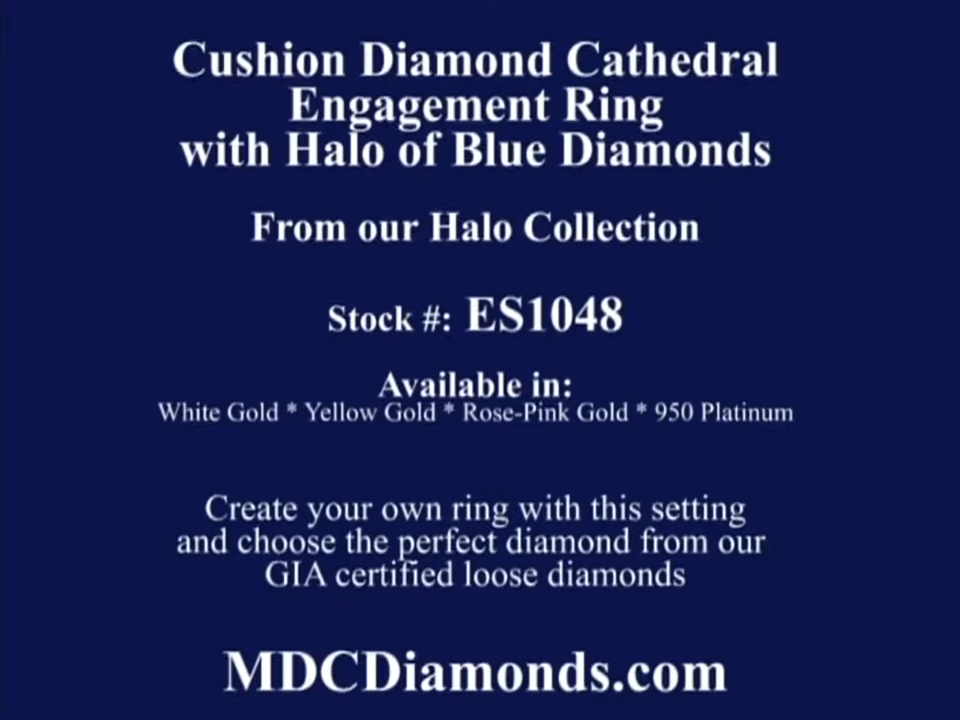 Cushion Diamond Cathedral
Engagement Ring
with Halo of Blue Diamonds
From our Halo Collection
Stock #: ES1048
Available in:
White Gold * Yellow Gold * Rose-Pink Gold * 950 Platinum
Create your own ring with this setting
and choose the perfect diamond from our
GIA certified loose diamonds
MDCDiamonds.com